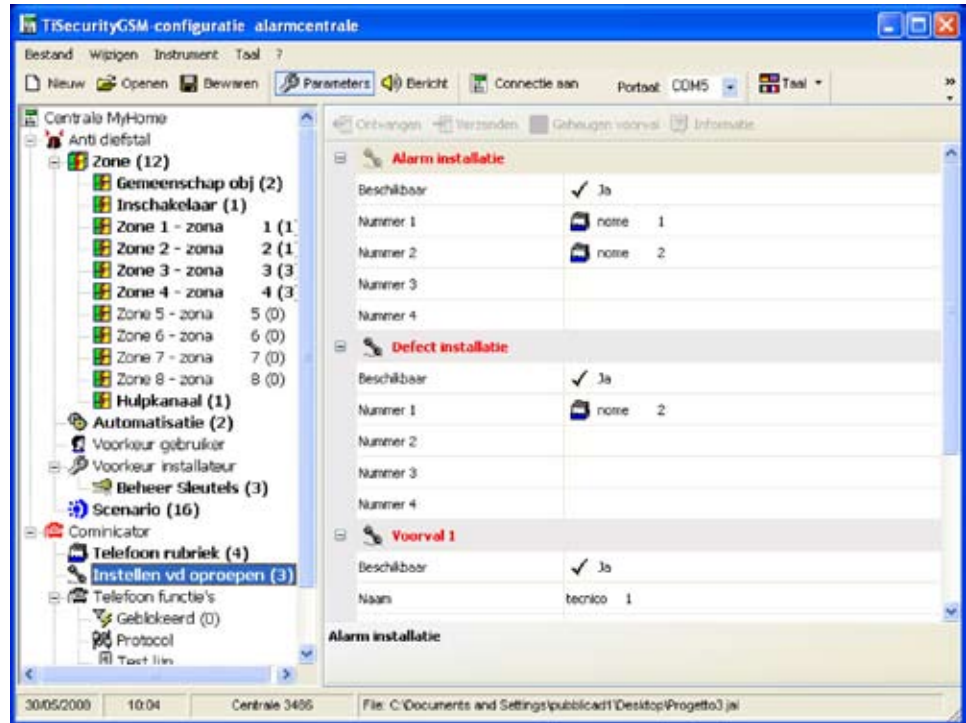 TiSecurityGSM-configuratie alarmcentrale
Bestand Wijzigen Instrument Taal ?
Nieuw Openen Bewaren Parameters Bericht Connectie aan Portaal: COM5 Taal »
Centrale MyHome
Anti diefstal
Zone (12)
Gemeenschap obj (2)
Inschakelaar (1)
Zone 1 - zona 1 (1
Zone 2 - zona 2 (1
Zone 3 - zona 3 (3
Zone 4 - zona 4 (3
Zone 5 - zona 5 (0)
Zone 6 - zona 6 (0)
Zone 7 - zona 7 (0)
Zone 8 - zona 8 (0)
Hulpkanaal (1)
Automatisatie (2)
Voorkeur gebruiker
Voorkeur installateur
Beheer Sleutels (3)
Scenario (16)
Cominicator
Telefoon rubriek (4)
Instellen vd oproepen (3)
Telefoon functie's
Geblokeerd (0)
Protocol
Test lijn
Ontvangen Verzenden Geheugen voorval Informatie
Alarm installatie
Beschikbaar Ja
Nummer 1 nome 1
Nummer 2 nome 2
Nummer 3
Nummer 4
Defect installatie
Beschikbaar Ja
Nummer 1 nome 2
Nummer 2
Nummer 3
Nummer 4
Voorval 1
Beschikbaar Ja
Naam tecnico 1
Alarm installatie
30/05/2008 10:04 Centrale 3486 File: C:\Documents and Settings\pubblicad1\Desktop\Progetto3.jai